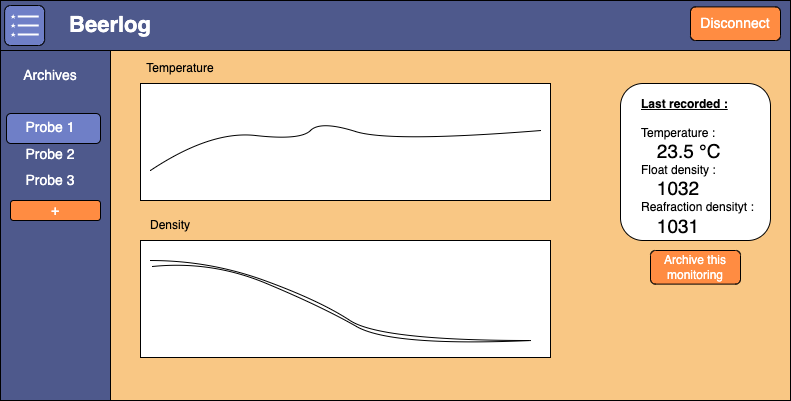 Beerlog
Disconnect
Archives
Probe 1
Probe 2
Probe 3
+
Temperature
Density
Last recorded :
Temperature :
23.5 °C
Float density :
1032
Reafraction densityt :
1031
Archive this
monitoring